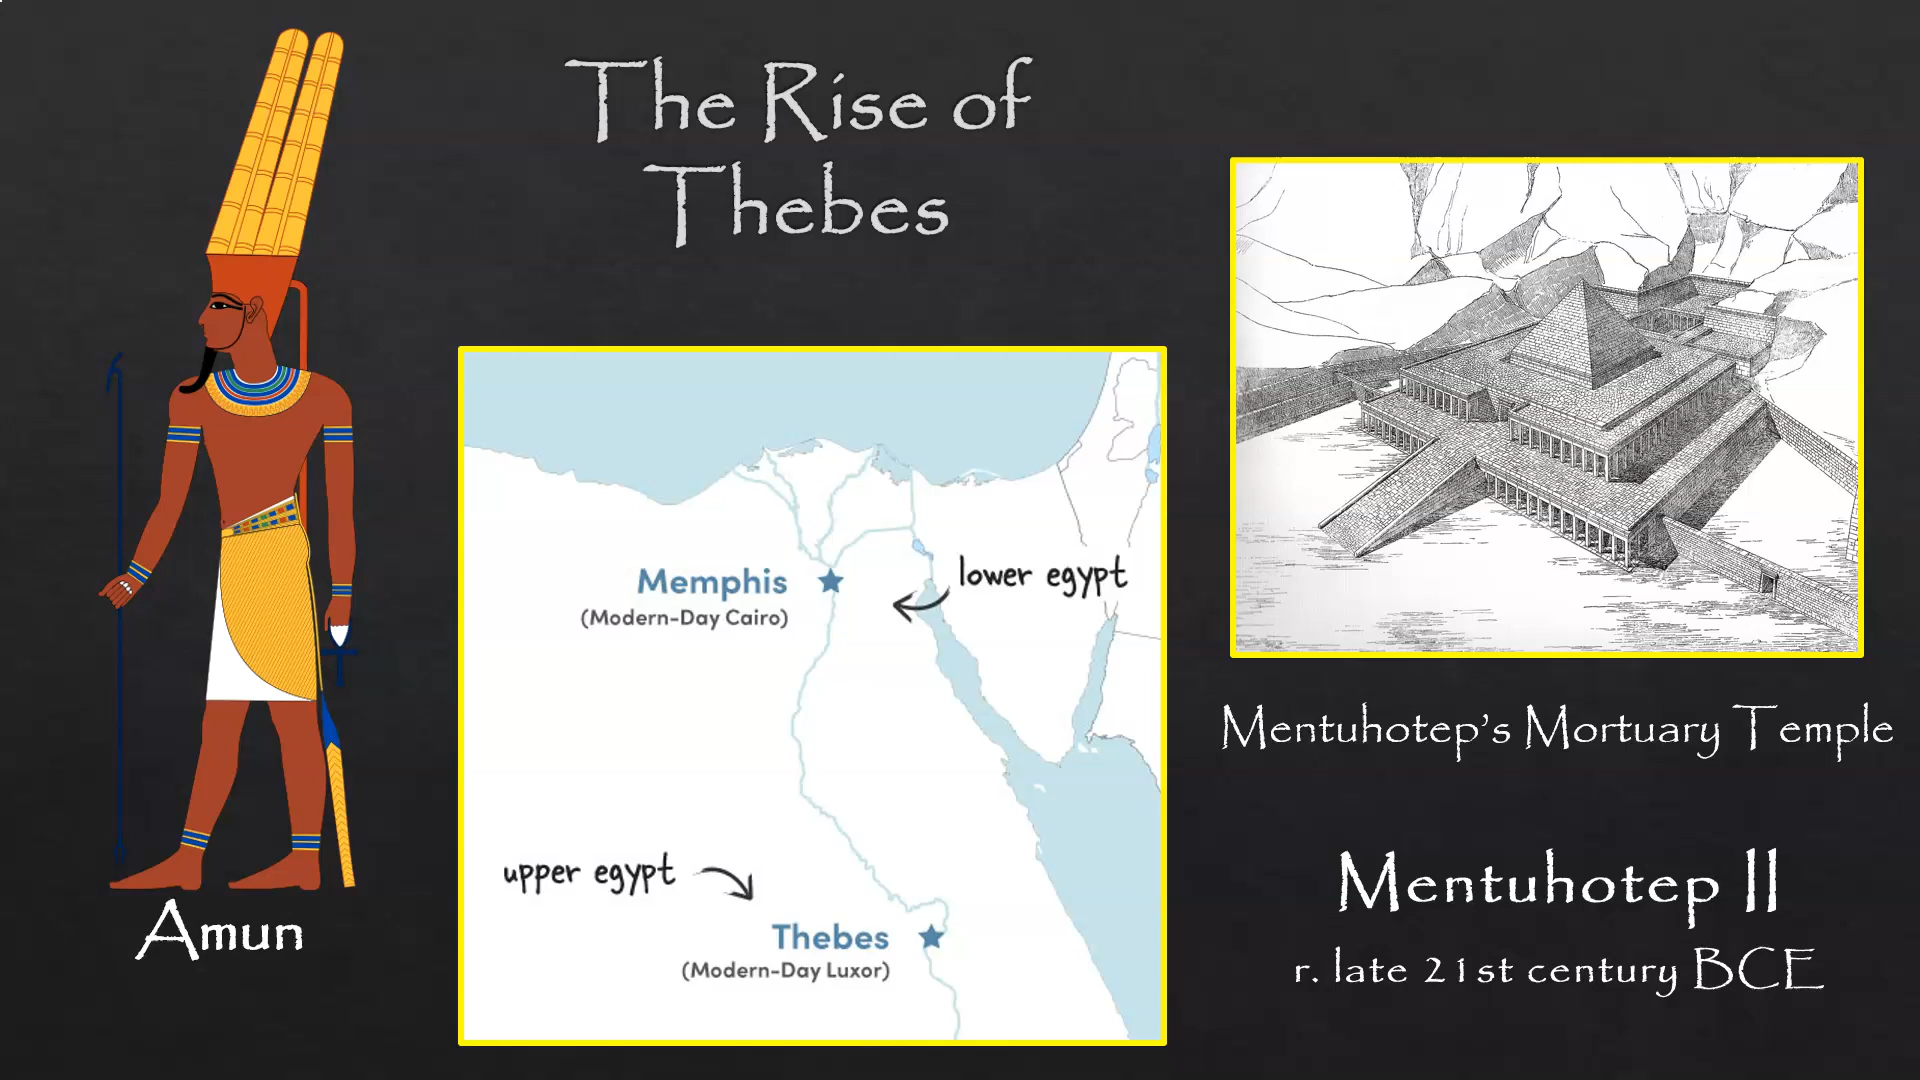 The Rise of
Thebes
Amun
Memphis
(Modern-Day Cairo)
lower egypt
upper egypt
Thebes
(Modern-Day Luxor)
Mentuhotep's Mortuary Temple
Mentuhotep II
r. late 21st century BCE